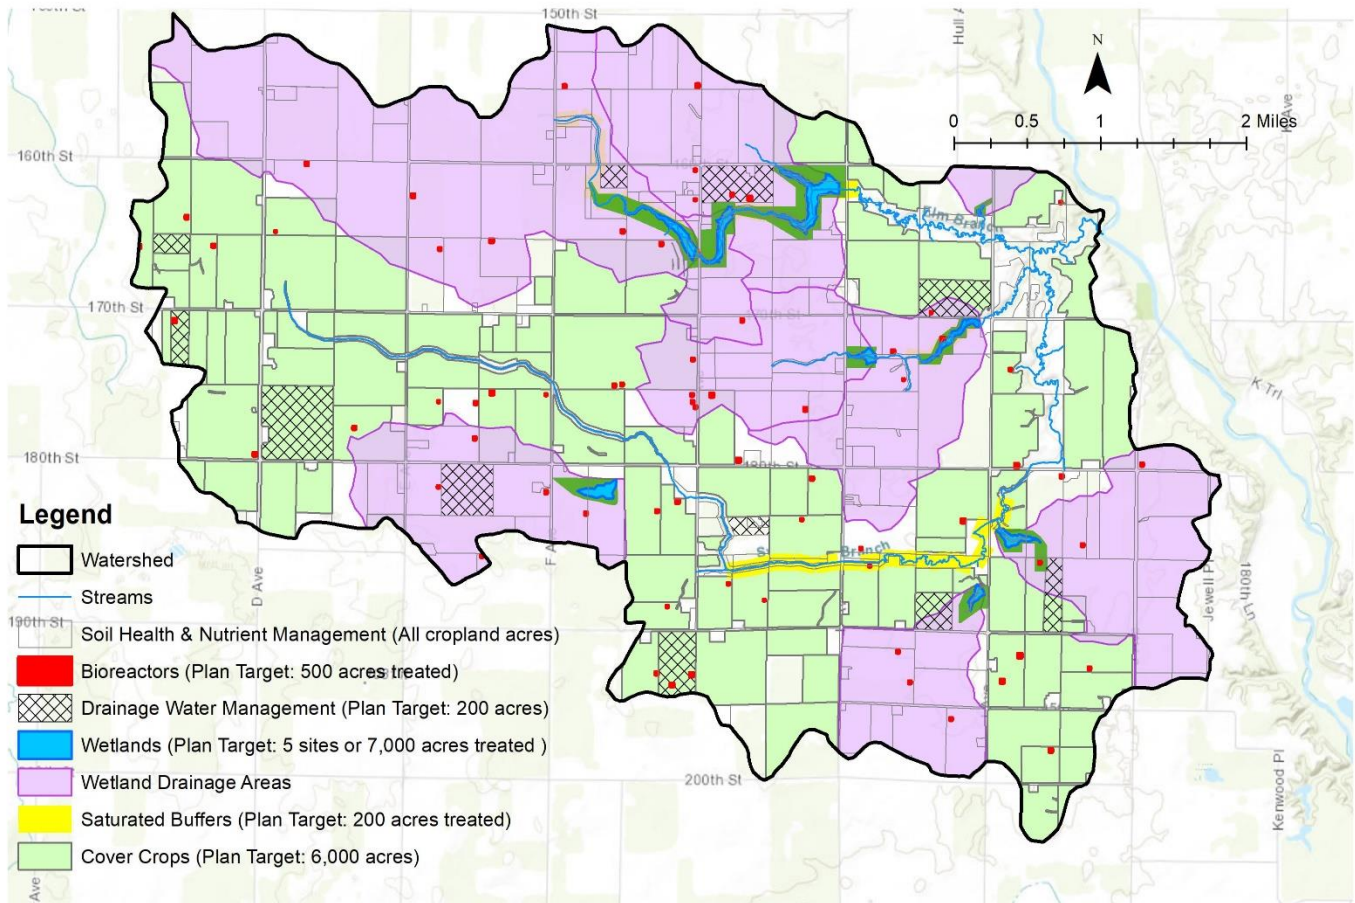 150th St
Hull A
N
0 0.5 1 2 Miles
Ave
160th St
Elm Branch
170th St
K Trl
180th St
180th St
Branch
F A
D Ave
Jewell Pl
180th Ln
190th St
200th St
Kenwood Pl
Ave
Legend
Watershed
Streams
Soil Health & Nutrient Management (All cropland acres)
Bioreactors (Plan Target: 500 acres treated)
Drainage Water Management (Plan Target: 200 acres)
Wetlands (Plan Target: 5 sites or 7,000 acres treated )
Wetland Drainage Areas
Saturated Buffers (Plan Target: 200 acres treated)
Cover Crops (Plan Target: 6,000 acres)